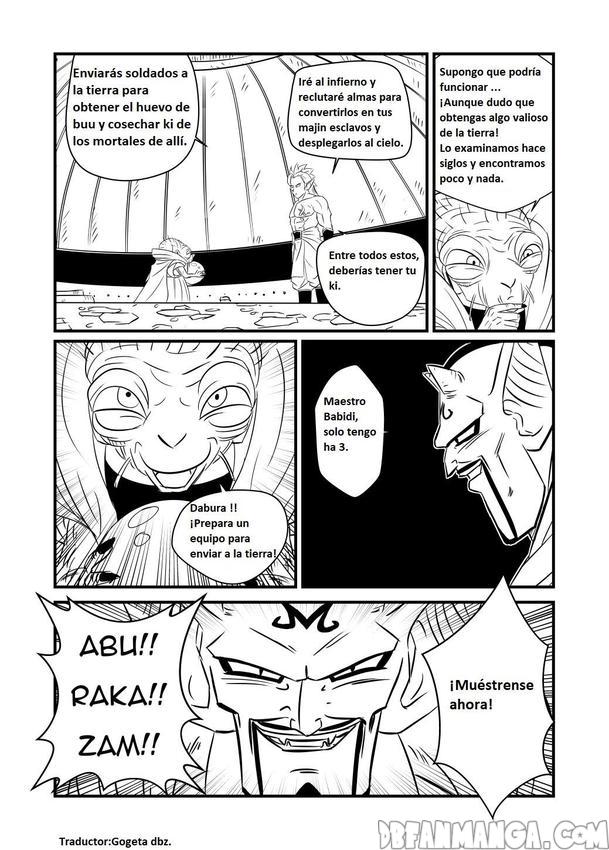 Enviarás soldados a
la tierra para
obtener el huevo de
buu y cosechar ki de
los mortales de allí.
Iré al infierno y
reclutaré almas para
convertirlos en tus
majin esclavos y
desplegarlos al cielo.
Entre todos estos,
deberías tener tu
ki.
Supongo que podría
funcionar ...
¡Aunque dudo que
obtengas algo valioso
de la tierra!
Lo examinamos hace
siglos y encontramos
poco y nada.
Dabura !!
¡Prepara un
equipo para
enviar a la tierra!
Maestro
Babidi,
solo tengo
ha 3.
ABU!!
RAKA!!
ZAM!!
¡Muéstrense
ahora!
Traductor:Gogeta dbz.
DBFANMANGA.COM